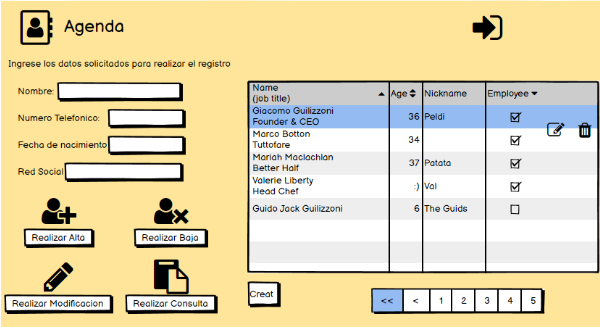 Agenda
Ingrese los datos solicitados para realizar el registro
Nombre:
Numero Telefonico:
Fecha de nacimiento
Red Social
Realizar Alta
Realizar Baja
Realizar Modificacion
Realizar Consulta
Name
(job title)
Age
Nickname
Employee
Giacomo Guilizzoni
Founder & CEO
36
Peldi
Marco Botton
Tuttofare
34
Mariah Maclachlan
Better Half
37
Patata
Valerie Liberty
Head Chef
:)
Val
Guido Jack Guilizzoni
6
The Guids
Creat
<<
<
1
2
3
4
5